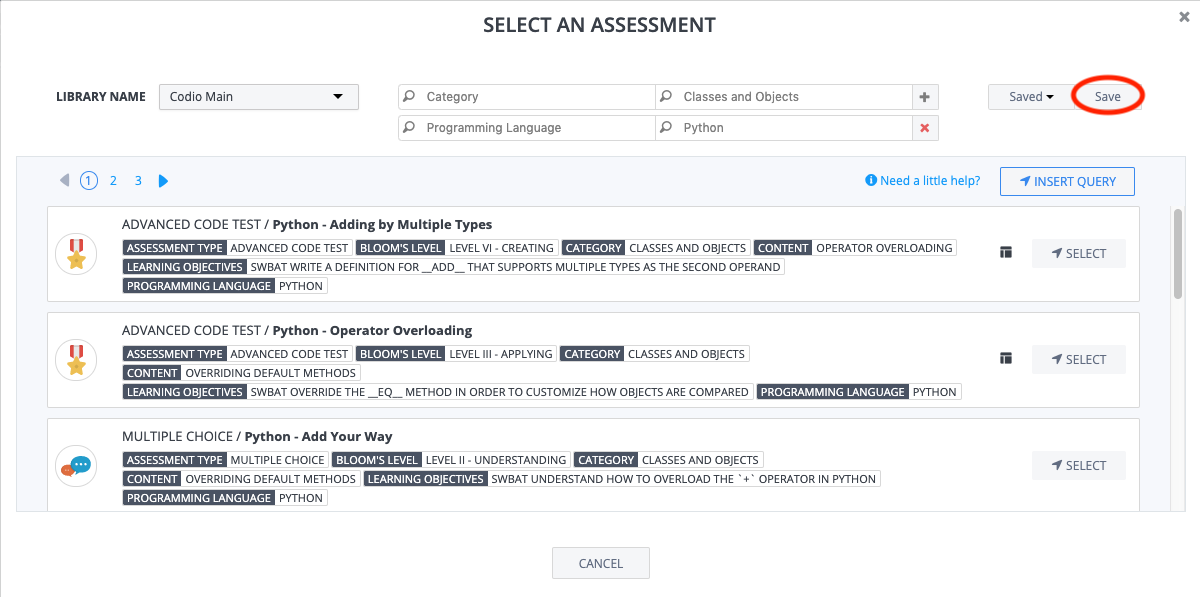 SELECT AN ASSESSMENT
LIBRARY NAME Codio Main Category Classes and Objects Saved Save
Programming Language Python
1 2 3 Need a little help? INSERT QUERY
ADVANCED CODE TEST / Python - Adding by Multiple Types
ASSESSMENT TYPE ADVANCED CODE TEST BLOOM'S LEVEL LEVEL VI - CREATING CATEGORY CLASSES AND OBJECTS CONTENT OPERATOR OVERLOADING
SELECT
LEARNING OBJECTIVES SWBAT WRITE A DEFINITION FOR __ADD__ THAT SUPPORTS MULTIPLE TYPES AS THE SECOND OPERAND
PROGRAMMING LANGUAGE PYTHON
ADVANCED CODE TEST / Python - Operator Overloading
ASSESSMENT TYPE ADVANCED CODE TEST BLOOM'S LEVEL LEVEL III - APPLYING CATEGORY CLASSES AND OBJECTS
SELECT
CONTENT OVERRIDING DEFAULT METHODS
LEARNING OBJECTIVES SWBAT OVERRIDE THE __EQ__ METHOD IN ORDER TO CUSTOMIZE HOW OBJECTS ARE COMPARED PROGRAMMING LANGUAGE PYTHON
MULTIPLE CHOICE / Python - Add Your Way
ASSESSMENT TYPE MULTIPLE CHOICE BLOOM'S LEVEL LEVEL II - UNDERSTANDING CATEGORY CLASSES AND OBJECTS
SELECT
CONTENT OVERRIDING DEFAULT METHODS LEARNING OBJECTIVES SWBAT UNDERSTAND HOW TO OVERLOAD THE `+` OPERATOR IN PYTHON
PROGRAMMING LANGUAGE PYTHON
CANCEL